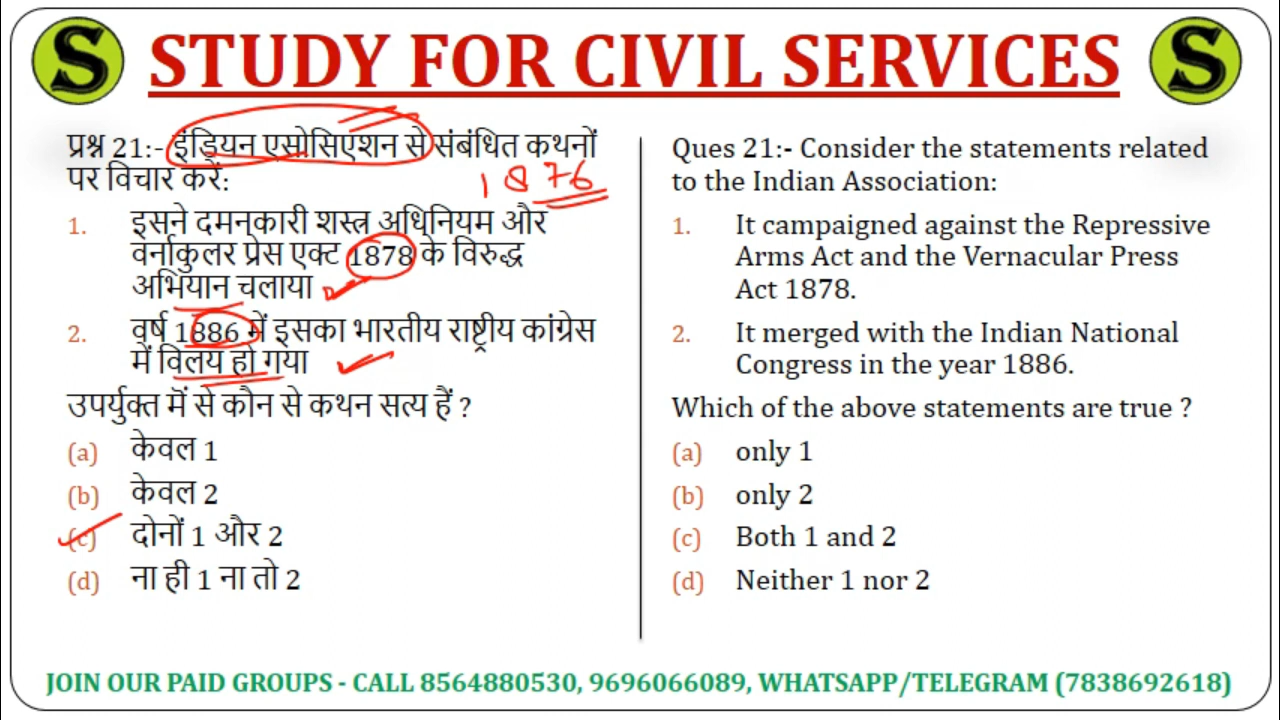 S
STUDY FOR CIVIL SERVICES
S
प्रश्न 21:- इंडियन एसोसिएशन से संबंधित कथनों
पर विचार करें:
1876
1. इसने दमनकारी शस्त्र अधिनियम और
वर्नाकुलर प्रेस एक्ट 1878 के विरुद्ध
अभियान चलाया
2. वर्ष 1886 में इसका भारतीय राष्ट्रीय कांग्रेस
में विलय हो गया
उपर्युक्त में से कौन से कथन सत्य हैं ?
(a) केवल 1
(b) केवल 2
(c) दोनों 1 और 2
(d) ना ही 1 ना तो 2
Ques 21:- Consider the statements related
to the Indian Association:
1. It campaigned against the Repressive
Arms Act and the Vernacular Press
Act 1878.
2. It merged with the Indian National
Congress in the year 1886.
Which of the above statements are true ?
(a) only 1
(b) only 2
(c) Both 1 and 2
(d) Neither 1 nor 2
JOIN OUR PAID GROUPS - CALL 8564880530, 9696066089, WHATSAPP/TELEGRAM (7838692618)